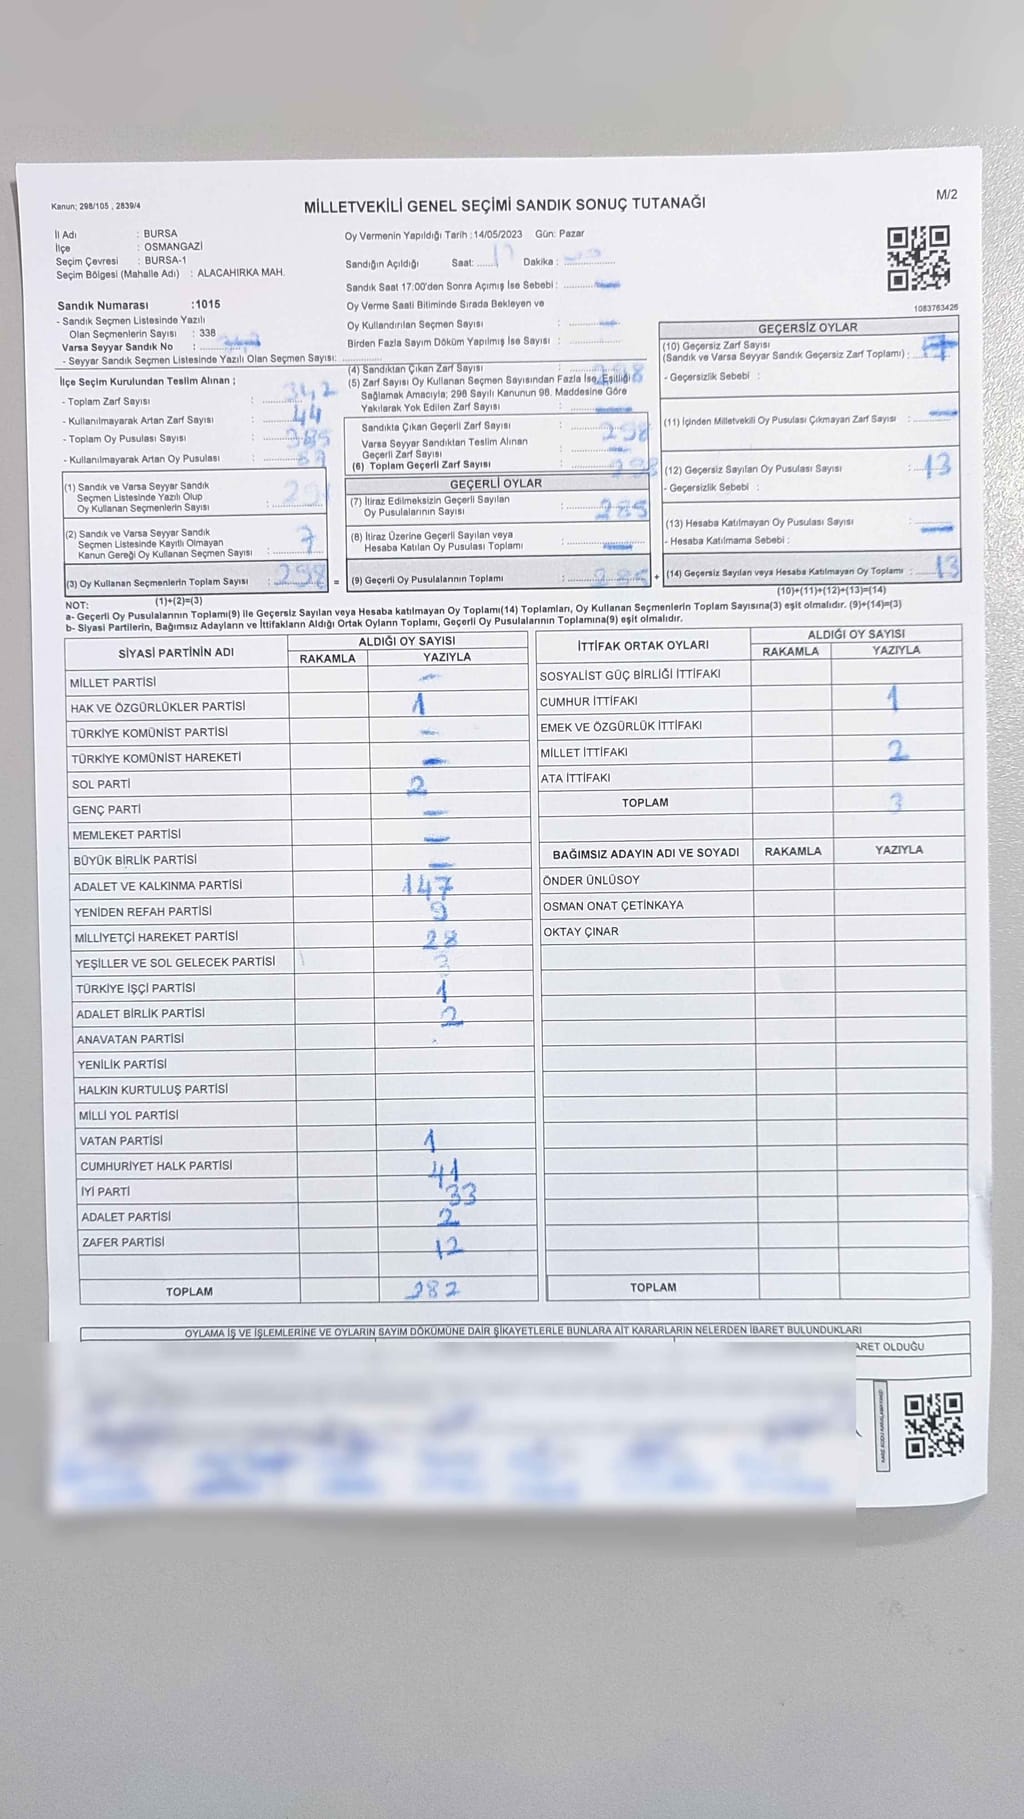 Kanun; 298/105 , 2839/4
MİLLETVEKİLİ GENEL SEÇİMİ SANDIK SONUÇ TUTANAĞI
M/2
İl Adı : BURSA
İlçe : OSMANGAZİ
Seçim Çevresi : BURSA-1
Seçim Bölgesi (Mahalle Adı) : ALACAHIRKA MAH.
Oy Vermenin Yapıldığı Tarih : 14/05/2023 Gün: Pazar
Sandığın Açıldığı Saat: 17 Dakika :
Sandık Saat 17:00'den Sonra Açımış İse Sebebi : -
Oy Verme Saati Bitiminde Sırada Bekleyen ve
Oy Kullandırılan Seçmen Sayısı : -
Birden Fazla Sayım Döküm Yapılmış İse Sayısı :
1083763426
Sandık Numarası :1015
- Sandık Seçmen Listesinde Yazılı
Olan Seçmenlerin Sayısı : 338
Varsa Seyyar Sandık No :
- Seyyar Sandık Seçmen Listesinde Yazılı Olan Seçmen Sayısı:
İlçe Seçim Kurulundan Teslim Alınan ;
- Toplam Zarf Sayısı : 342
- Kullanılmayarak Artan Zarf Sayısı : 44
- Toplam Oy Pusulası Sayısı : 385
- Kullanılmayarak Artan Oy Pusulası :
(1) Sandık ve Varsa Seyyar Sandık
Seçmen Listesinde Yazılı Olup
Oy Kullanan Seçmenlerin Sayısı : 291
(2) Sandık ve Varsa Seyyar Sandık
Seçmen Listesinde Kayıtlı Olmayan
Kanun Gereği Oy Kullanan Seçmen Sayısı : 7
(3) Oy Kullanan Seçmenlerin Toplam Sayısı : 298 =
(1)+(2)=(3)
(4) Sandıktan Çıkan Zarf Sayısı : 298
(5) Zarf Sayısı Oy Kullanan Seçmen Sayısından Fazla İse, Eşitliği
Sağlamak Amacıyla; 298 Sayılı Kanunun 98. Maddesine Göre
Yakılarak Yok Edilen Zarf Sayısı : -
Sandıkta Çıkan Geçerli Zarf Sayısı : 298
Varsa Seyyar Sandıktan Teslim Alınan
Geçerli Zarf Sayısı : -
(6) Toplam Geçerli Zarf Sayısı : 298
GEÇERLİ OYLAR
(7) İtiraz Edilmeksizin Geçerli Sayılan
Oy Pusulalarının Sayısı : 285
(8) İtiraz Üzerine Geçerli Sayılan veya
Hesaba Katılan Oy Pusulası Toplamı : -
(9) Geçerli Oy Pusulalarının Toplamı : 285 +
GEÇERSİZ OYLAR
(10) Geçersiz Zarf Sayısı
(Sandık ve Varsa Seyyar Sandık Geçersiz Zarf Toplamı) :
- Geçersizlik Sebebi :
(11) İçinden Milletvekili Oy Pusulası Çıkmayan Zarf Sayısı : -
(12) Geçersiz Sayılan Oy Pusulası Sayısı : 13
- Geçersizlik Sebebi :
(13) Hesaba Katılmayan Oy Pusulası Sayısı : -
- Hesaba Katılmama Sebebi :
(14) Geçersiz Sayılan veya Hesaba Katılmayan Oy Toplamı : 13
(10)+(11)+(12)+(13)=(14)
NOT:
a- Geçerli Oy Pusulalarının Toplamı(9) ile Geçersiz Sayılan veya Hesaba katılmayan Oy Toplamı(14) Toplamları, Oy Kullanan Seçmenlerin Toplam Sayısına(3) eşit olmalıdır. (9)+(14)=(3)
b- Siyasi Partilerin, Bağımsız Adayların ve İttifakların Aldığı Ortak Oyların Toplamı, Geçerli Oy Pusulalarının Toplamına(9) eşit olmalıdır.
SİYASİ PARTİNİN ADI ALDIĞI OY SAYISI
RAKAMLA YAZIYLA
MİLLET PARTİSİ -
HAK VE ÖZGÜRLÜKLER PARTİSİ 1
TÜRKİYE KOMÜNİST PARTİSİ -
TÜRKİYE KOMÜNİST HAREKETİ -
SOL PARTİ 2
GENÇ PARTİ -
MEMLEKET PARTİSİ -
BÜYÜK BİRLİK PARTİSİ -
ADALET VE KALKINMA PARTİSİ 147
YENİDEN REFAH PARTİSİ 9
MİLLİYETÇİ HAREKET PARTİSİ 28
YEŞİLLER VE SOL GELECEK PARTİSİ 3
TÜRKİYE İŞÇİ PARTİSİ 1
ADALET BİRLİK PARTİSİ 2
ANAVATAN PARTİSİ
YENİLİK PARTİSİ
HALKIN KURTULUŞ PARTİSİ
MİLLİ YOL PARTİSİ
VATAN PARTİSİ 1
CUMHURİYET HALK PARTİSİ 41
İYİ PARTİ 33
ADALET PARTİSİ 2
ZAFER PARTİSİ 12
TOPLAM 282
İTTİFAK ORTAK OYLARI ALDIĞI OY SAYISI
RAKAMLA YAZIYLA
SOSYALİST GÜÇ BİRLİĞİ İTTİFAKI
CUMHUR İTTİFAKI 1
EMEK VE ÖZGÜRLÜK İTTİFAKI
MİLLET İTTİFAKI 2
ATA İTTİFAKI
TOPLAM 3
BAĞIMSIZ ADAYIN ADI VE SOYADI RAKAMLA YAZIYLA
ÖNDER ÜNLÜSOY
OSMAN ONAT ÇETİNKAYA
OKTAY ÇINAR
TOPLAM
OYLAMA İŞ VE İŞLEMLERİNE VE OYLARIN SAYIM DÖKÜMÜNE DAİR ŞİKAYETLERLE BUNLARA AİT KARARLARIN NELERDEN İBARET BULUNDUKLARI
ARET OLDUĞU